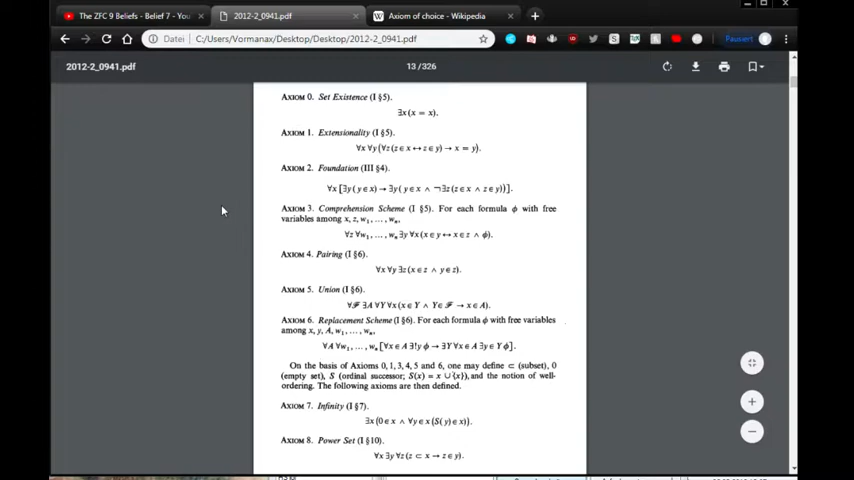 The ZFC 9 Beliefs - Belief 7 - You
2012-2_0941.pdf
Axiom of choice - Wikipedia
Datei
C:/Users/Vormanax/Desktop/Desktop/2012-2_0941.pdf
Pausiert
2012-2_0941.pdf
13 / 326
AXIOM 0. Set Existence (I §5).
∃x(x = x).
AXIOM 1. Extensionality (I §5).
∀x ∀y(∀z(z∈x ↔ z∈y) → x = y).
AXIOM 2. Foundation (III §4).
∀x [∃y( y∈x) → ∃y( y∈x ∧ ¬∃z(z∈x ∧ z∈y))].
AXIOM 3. Comprehension Scheme (I §5). For each formula ϕ with free
variables among x, z, w₁, …, wₙ,
∀z ∀w₁, …, wₙ ∃y ∀x(x∈y ↔ x∈z ∧ ϕ).
AXIOM 4. Pairing (I §6).
∀x ∀y ∃z(x∈z ∧ y∈z).
AXIOM 5. Union (I §6).
∀ℱ ∃A ∀Y ∀x(x∈Y ∧ Y∈ℱ → x∈A).
AXIOM 6. Replacement Scheme (I §6). For each formula ϕ with free variables
among x, y, A, w₁, …, wₙ,
∀A ∀w₁, …, wₙ[∀x∈A ∃!y ϕ → ∃Y ∀x∈A ∃y∈Y ϕ].
On the basis of Axioms 0, 1, 3, 4, 5 and 6, one may define ⊂ (subset), 0
(empty set), S (ordinal successor; S(x) = x ∪{x}), and the notion of well-
ordering. The following axioms are then defined.
AXIOM 7. Infinity (I §7).
∃x(0∈x ∧ ∀y∈x(S(y)∈x)).
AXIOM 8. Power Set (I §10).
∀x ∃y ∀z(z ⊂ x → z∈y).